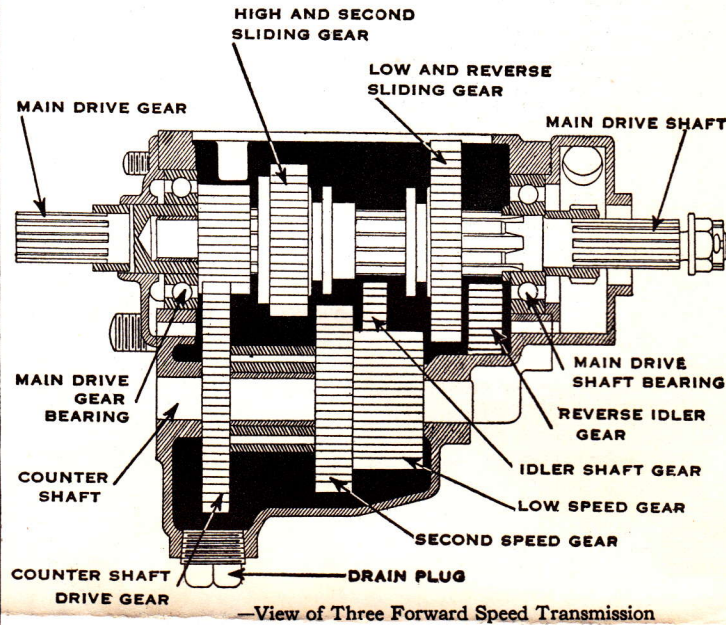 HIGH AND SECOND
SLIDING GEAR
LOW AND REVERSE
SLIDING GEAR
MAIN DRIVE GEAR
MAIN DRIVE SHAFT
MAIN DRIVE
GEAR
BEARING
MAIN DRIVE
SHAFT BEARING
REVERSE IDLER
GEAR
IDLER SHAFT GEAR
COUNTER
SHAFT
LOW SPEED GEAR
SECOND SPEED GEAR
COUNTER SHAFT
DRIVE GEAR
DRAIN PLUG
—View of Three Forward Speed Transmission